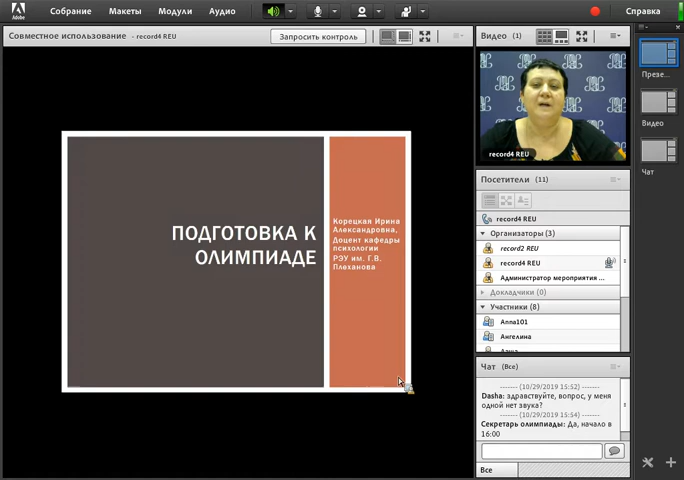 Adobe
Собрание
Макеты
Модули
Аудио
Справка
Совместное использование - record4 REU
Запросить контроль
ПОДГОТОВКА К
ОЛИМПИАДЕ
Корецкая Ирина
Александровна,
Доцент кафедры
психологии
РЭУ им. Г.В.
Плеханова
Видео (1)
record4 REU
Посетители (11)
record4 REU
Организаторы (3)
record2 REU
record4 REU
Администратор мероприятия ...
Докладчики (0)
Участники (8)
Anna101
Ангелина
Чат (Все)
------- (10/29/2019 15:52) -------
Dasha: здравствуйте, вопрос, у меня
одной нет звука?
------- (10/29/2019 15:54) -------
Секретарь олимпиады: Да, начало в
16:00
Все
Презе...
Видео
Чат